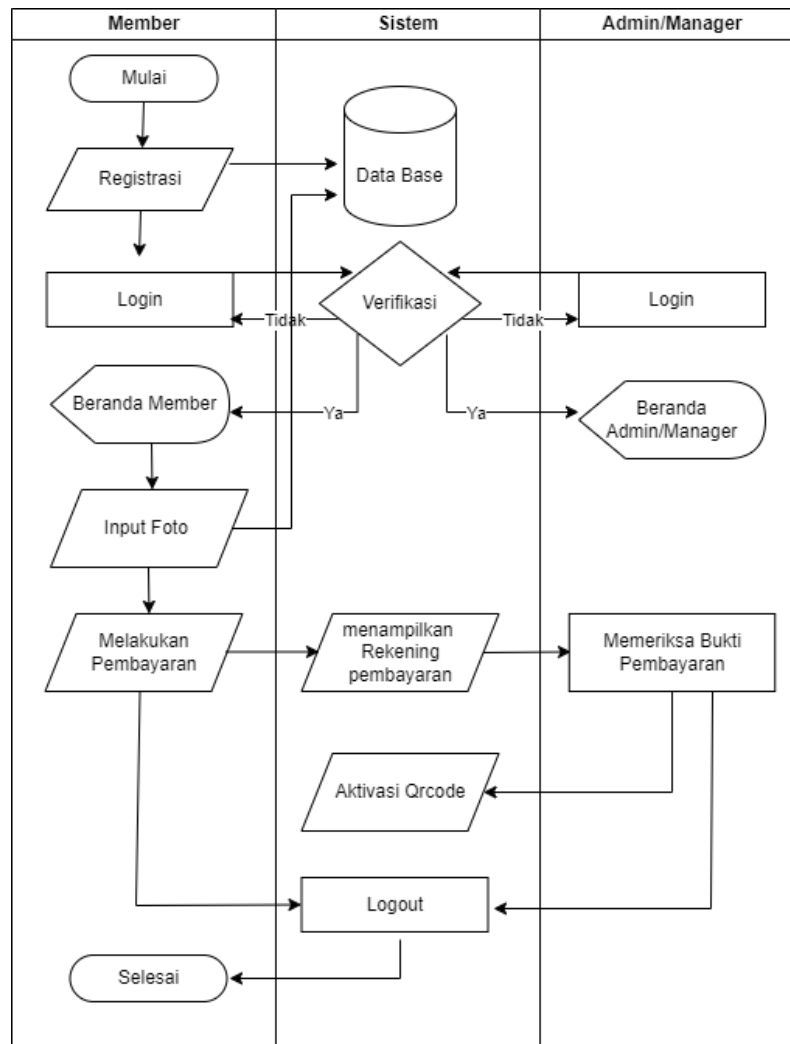 Member
Sistem
Admin/Manager
Mulai
Registrasi
Data Base
Login
Verifikasi
Login
Tidak
Tidak
Beranda Member
Ya
Ya
Beranda
Admin/Manager
Input Foto
Melakukan
Pembayaran
menampilkan
Rekening
pembayaran
Memeriksa Bukti
Pembayaran
Aktivasi Qrcode
Logout
Selesai